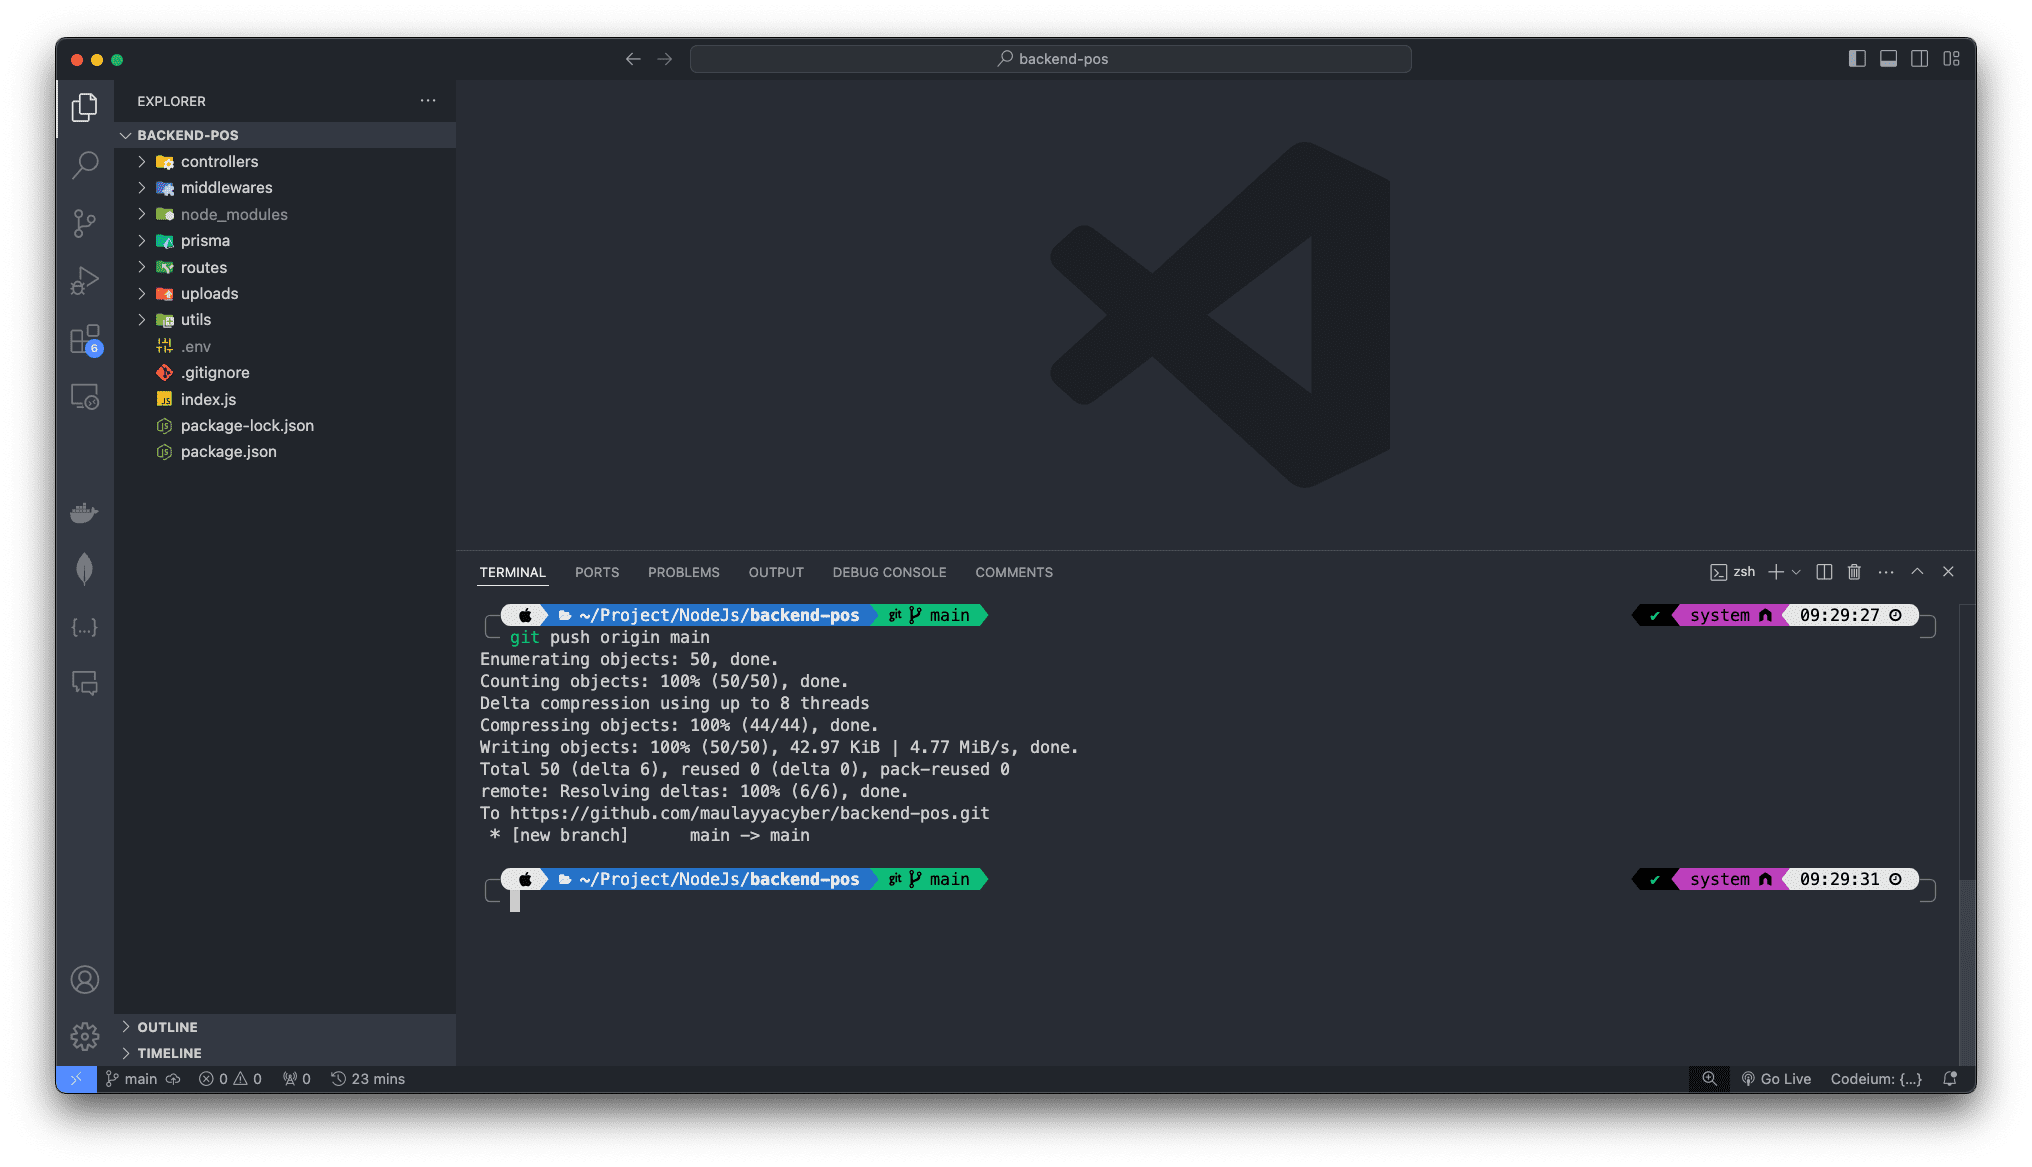 backend-pos
EXPLORER
BACKEND-POS
controllers
middlewares
node_modules
prisma
routes
uploads
utils
.env
.gitignore
index.js
package-lock.json
package.json
6
OUTLINE
TIMELINE
TERMINAL PORTS PROBLEMS OUTPUT DEBUG CONSOLE COMMENTS zsh
~/Project/NodeJs/backend-pos git main ✔ system 09:29:27
git push origin main
Enumerating objects: 50, done.
Counting objects: 100% (50/50), done.
Delta compression using up to 8 threads
Compressing objects: 100% (44/44), done.
Writing objects: 100% (50/50), 42.97 KiB | 4.77 MiB/s, done.
Total 50 (delta 6), reused 0 (delta 0), pack-reused 0
remote: Resolving deltas: 100% (6/6), done.
To https://github.com/maulayyacyber/backend-pos.git
* [new branch] main -> main
~/Project/NodeJs/backend-pos git main ✔ system 09:29:31
main 0 0 0 23 mins Go Live Codeium: {...}